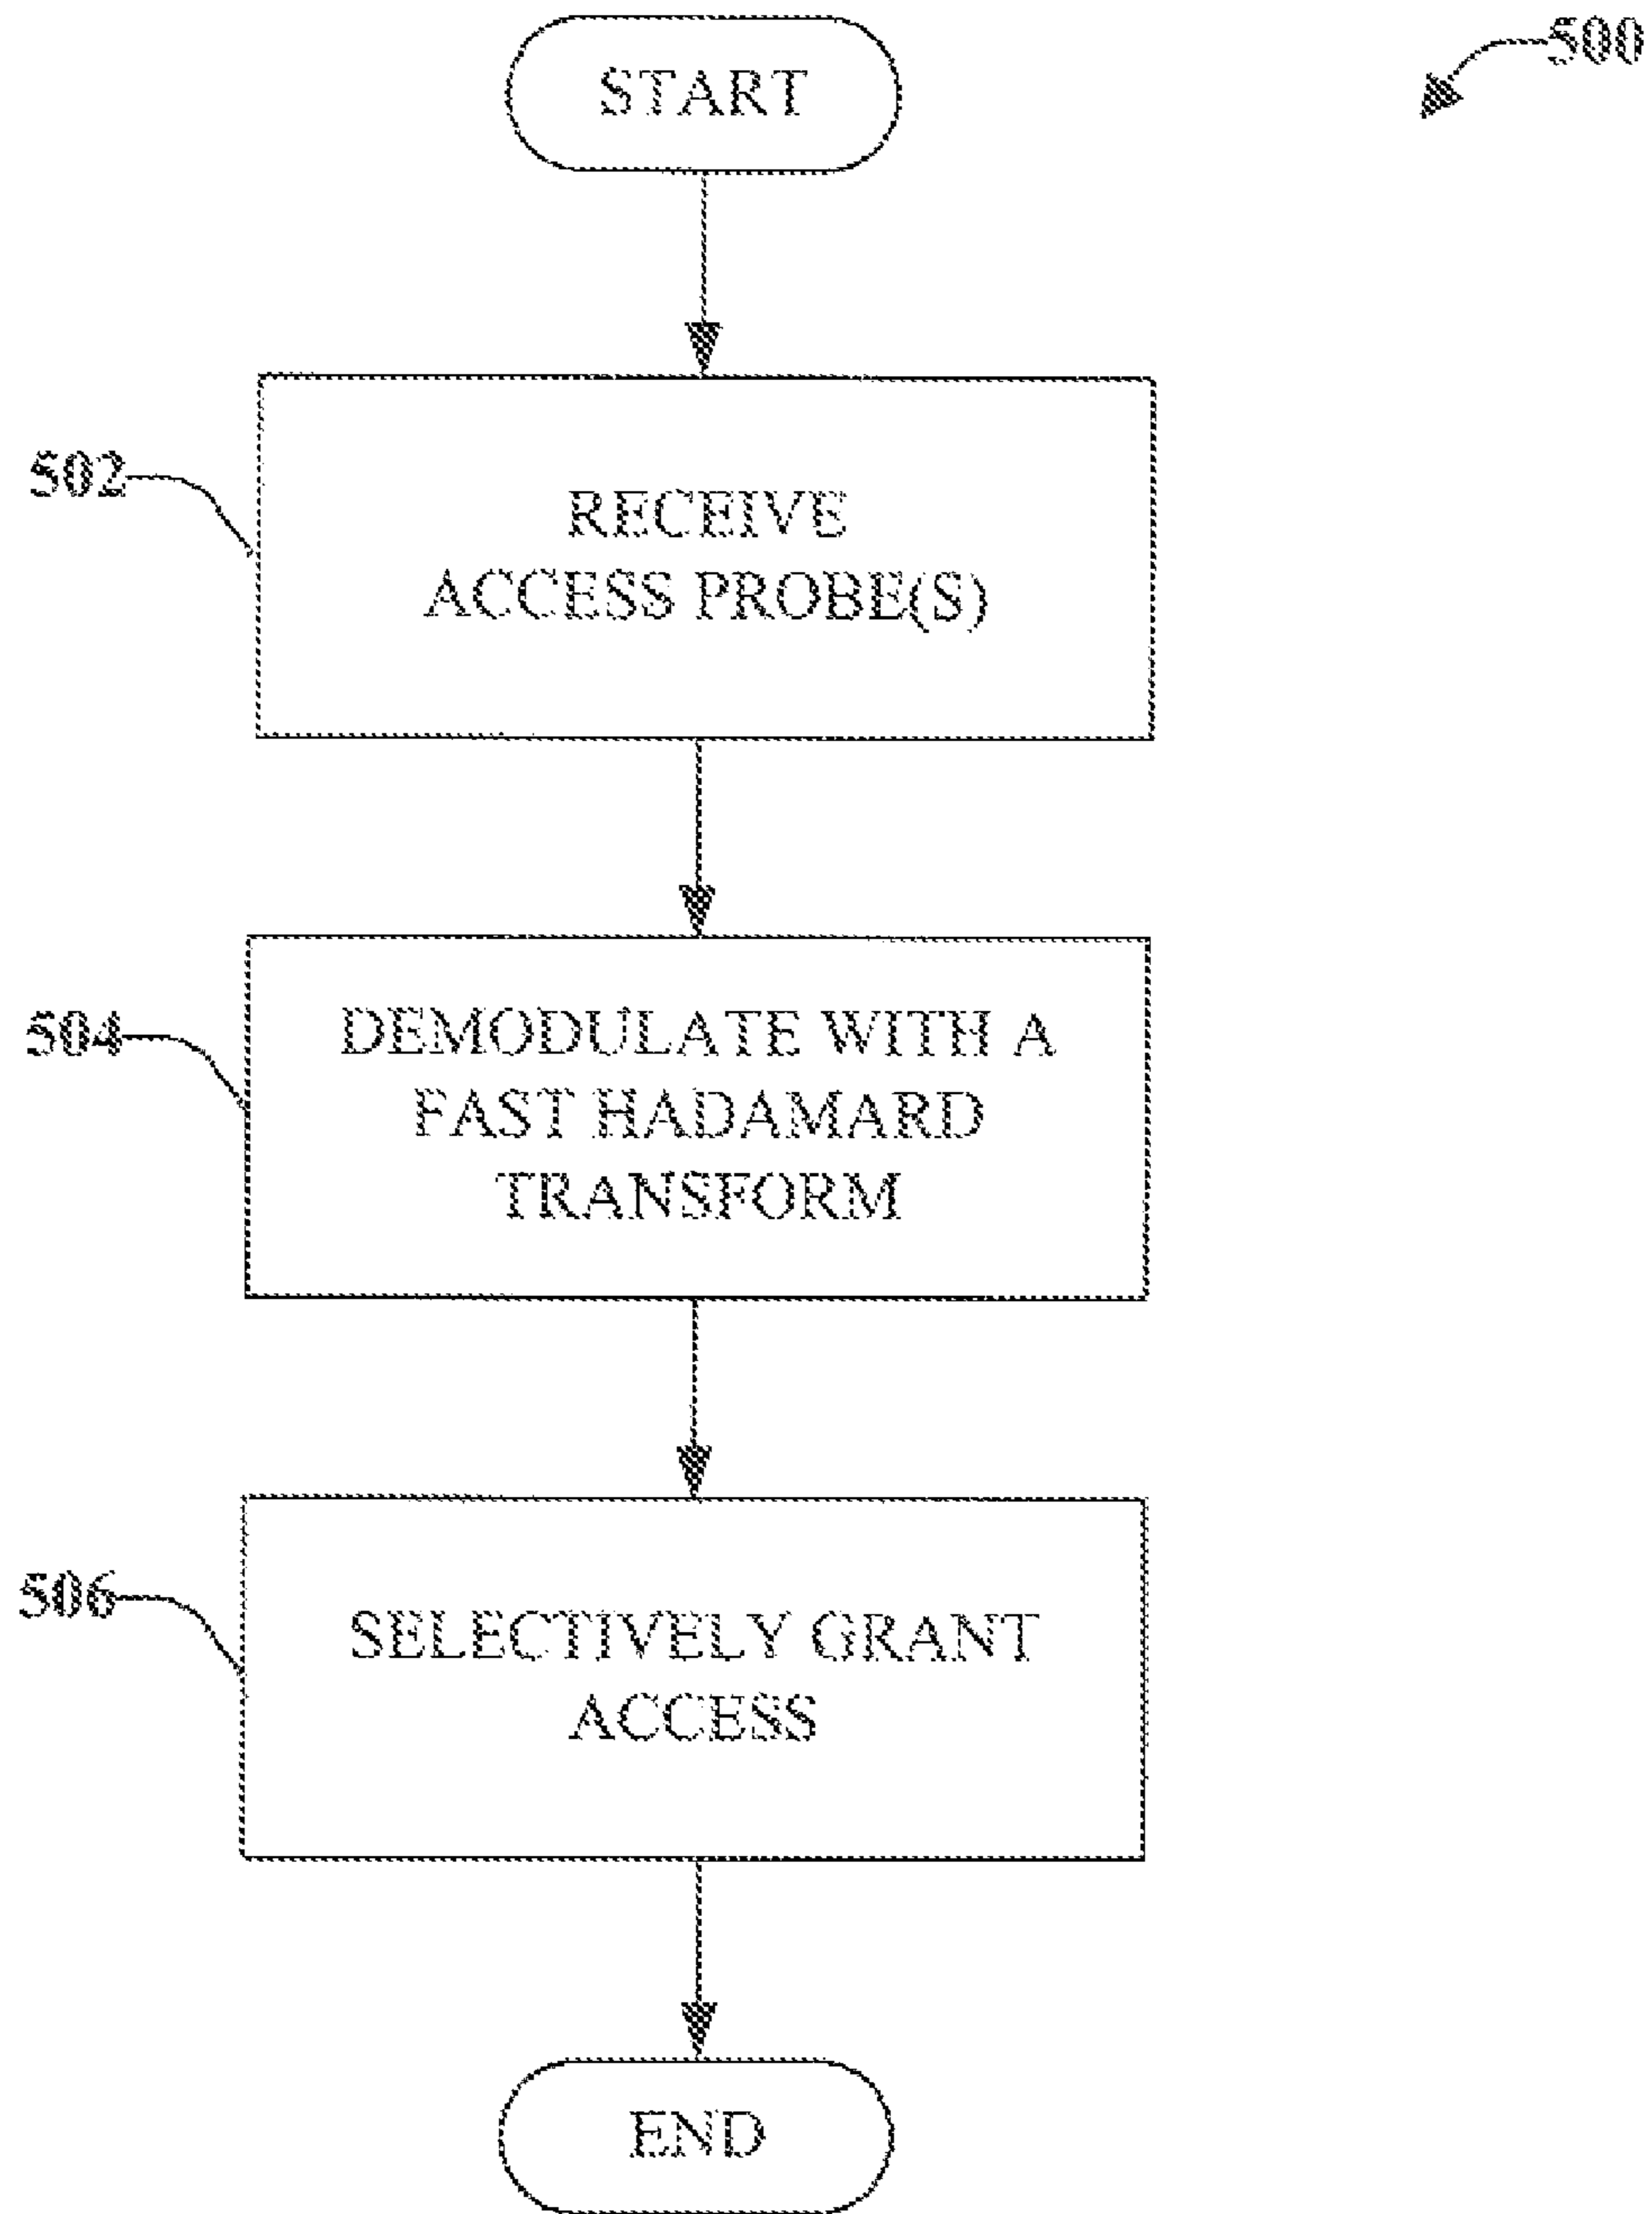 START
500
502
RECEIVE
ACCESS PROBE(S)
504
DEMODULATE WITH A
FAST HADAMARD
TRANSFORM
506
SELECTIVELY GRANT
ACCESS
END